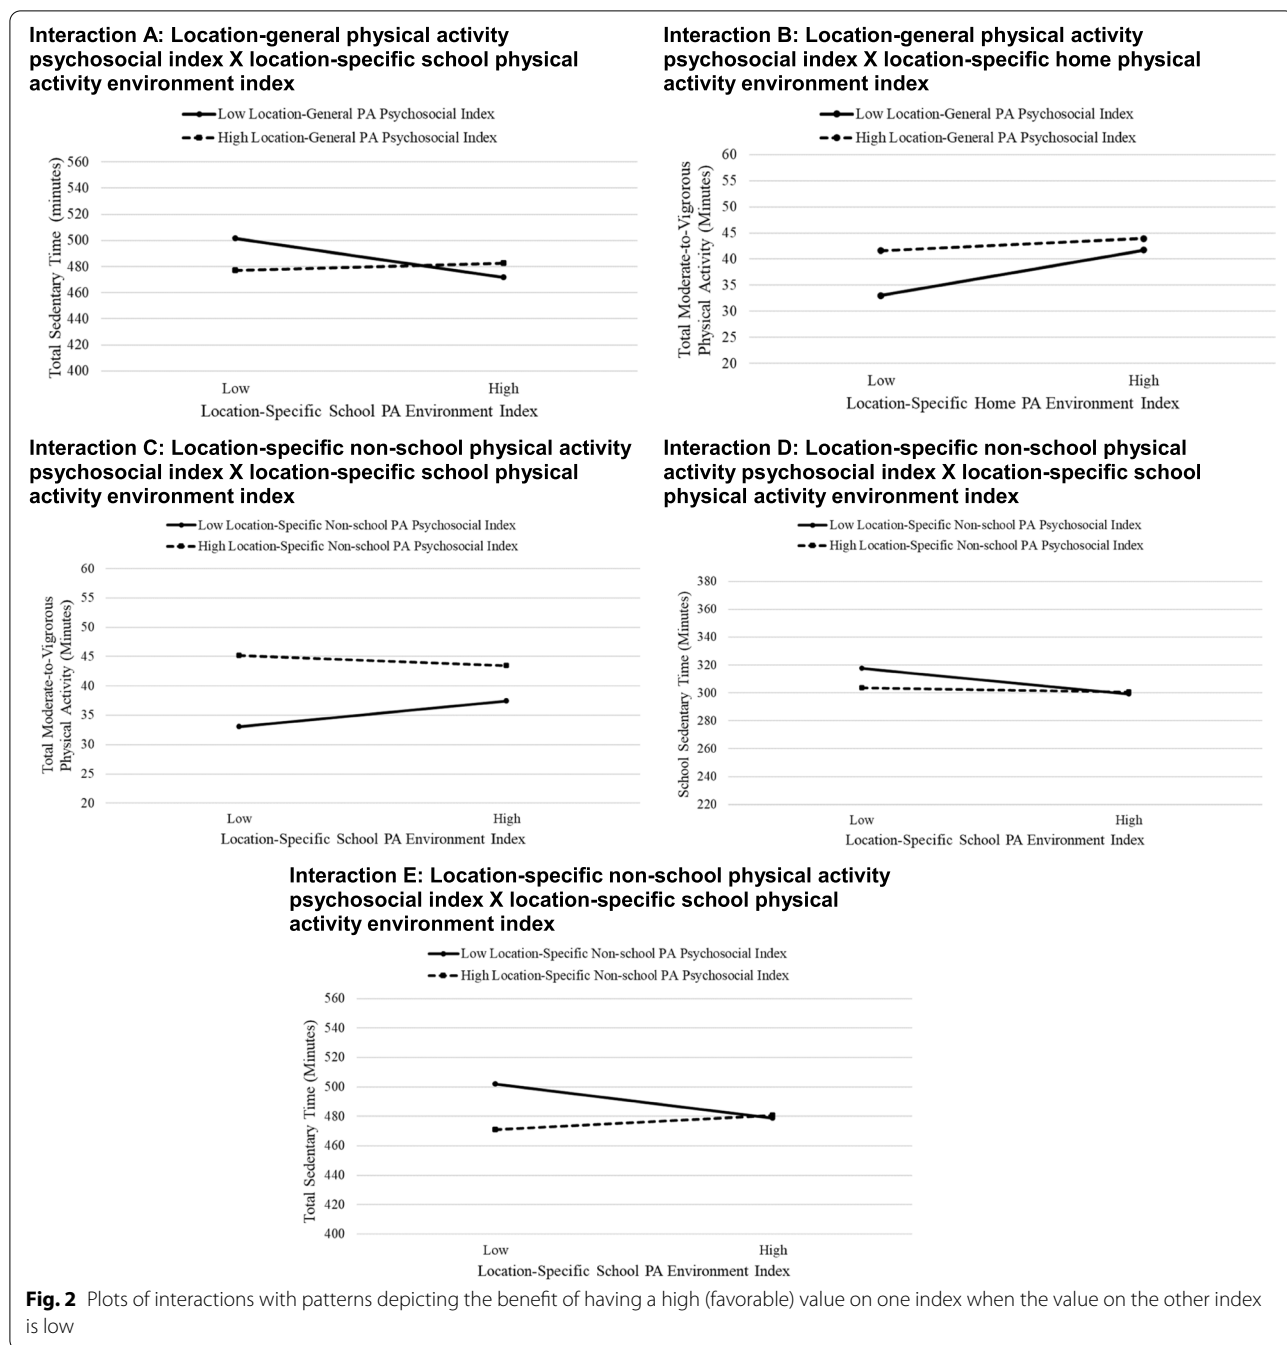 Interaction A: Location-general physical activity
psychosocial index X location-specific school physical
activity environment index
Low Location-General PA Psychosocial Index
High Location-General PA Psychosocial Index
Total Sedentary Time (minutes)
560
540
520
500
480
460
440
420
400
Low
High
Location-Specific School PA Environment Index
Interaction B: Location-general physical activity
psychosocial index X location-specific home physical
activity environment index
Low Location-General PA Psychosocial Index
High Location-General PA Psychosocial Index
Total Moderate-to-Vigrorous
Physical Activity (Minutes)
60
55
50
45
40
35
30
25
20
Low
High
Location-Specific Home PA Environment Index
Interaction C: Location-specific non-school physical activity
psychosocial index X location-specific school physical
activity environment index
Low Location-Specific Non-school PA Psychosocial Index
High Location-Specific Non-school PA Psychosocial Index
Total Moderate-to-Vigrorous
Physical Activity (Minutes)
60
55
50
45
40
35
30
25
20
Low
High
Location-Specific School PA Environment Index
Interaction D: Location-specific non-school physical
activity psychosocial index X location-specific school
physical activity environment index
Low Location-Specific Non-school PA Psychosocial Index
High Location-Specific Non-school PA Psychosocial Index
School Sedentary Time (Minutes)
380
360
340
320
300
280
260
240
220
Low
High
Location-Specific School PA Environment Index
Interaction E: Location-specific non-school physical activity
psychosocial index X location-specific school physical
activity environment index
Low Location-Specific Non-school PA Psychosocial Index
High Location-Specific Non-school PA Psychosocial Index
Total Sedentary Time (Minutes)
560
540
520
500
480
460
440
420
400
Low
High
Location-Specific School PA Environment Index
Fig. 2 Plots of interactions with patterns depicting the benefit of having a high (favorable) value on one index when the value on the other index
is low